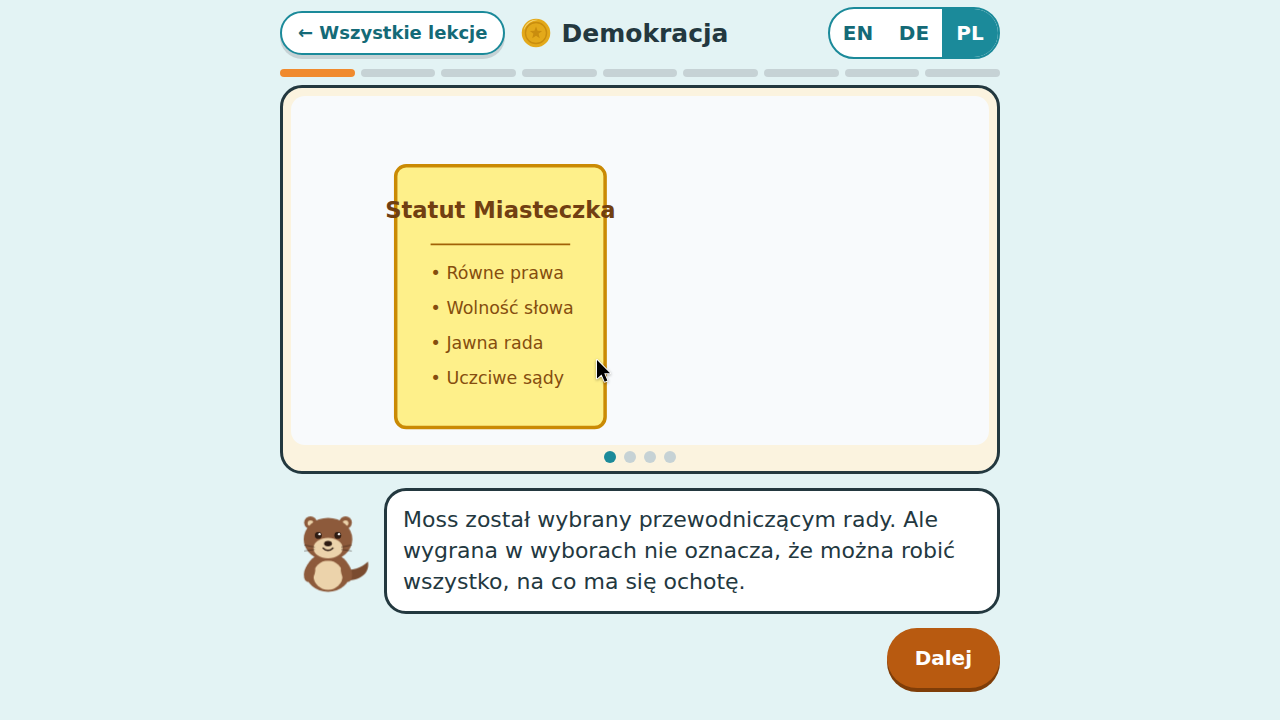 ← Wszystkie lekcje
Demokracja
EN DE PL
Statut Miasteczka
• Równe prawa
• Wolność słowa
• Jawna rada
• Uczciwe sądy
Moss został wybrany przewodniczącym rady. Ale
wygrana w wyborach nie oznacza, że można robić
wszystko, na co ma się ochotę.
Dalej